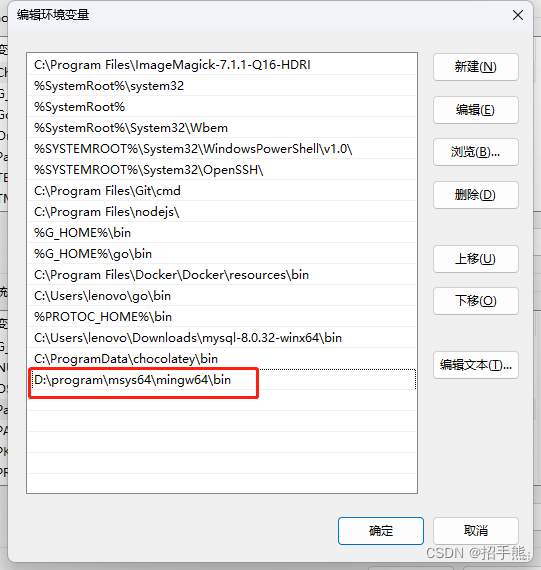 编辑环境变量
C:\Program Files\ImageMagick-7.1.1-Q16-HDRI
%SystemRoot%\system32
%SystemRoot%
%SystemRoot%\System32\Wbem
%SYSTEMROOT%\System32\WindowsPowerShell\v1.0\
%SYSTEMROOT%\System32\OpenSSH\
C:\Program Files\Git\cmd
C:\Program Files\nodejs\
%G_HOME%\bin
%G_HOME%\go\bin
C:\Program Files\Docker\Docker\resources\bin
C:\Users\lenovo\go\bin
%PROTOC_HOME%\bin
C:\Users\lenovo\Downloads\mysql-8.0.32-winx64\bin
C:\ProgramData\chocolatey\bin
D:\program\msys64\mingw64\bin
新建(N)
编辑(E)
浏览(B)...
删除(D)
上移(U)
下移(O)
编辑文本(T)...
确定
取消
CSDN @招手熊